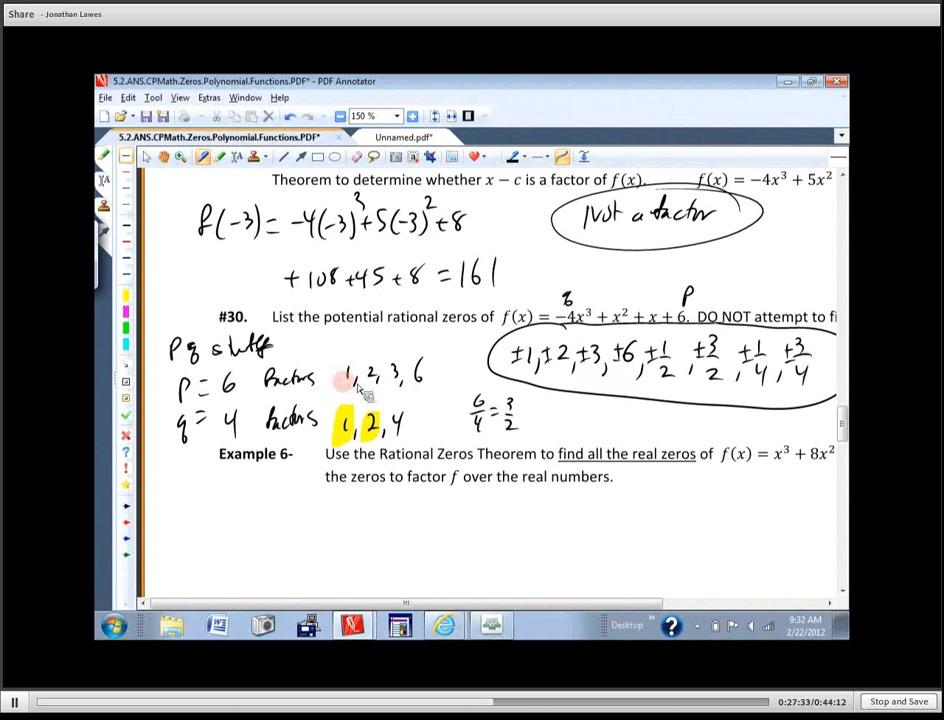 Share - Jonathan Lawes
5.2.ANS.CPMath.Zeros.Polynomial.Functions.PDF* - PDF Annotator
File Edit Tool View Extras Window Help
150 %
5.2.ANS.CPMath.Zeros.Polynomial.Functions.PDF* Unnamed.pdf*
Theorem to determine whether x − c is a factor of f(x). f(x) = −4x³ + 5x²
f(-3) = -4(-3)³+5(-3)²+8
Not a factor
+108+45+8 = 161
q p
#30. List the potential rational zeros of f(x) = −4x³ + x² + x + 6. DO NOT attempt to fi
±1, ±2, ±3, ±6, ±1/2, ±3/2, ±1/4, ±3/4
P q stuff
P = 6 factors 1, 2, 3, 6
q = 4 factors 1, 2, 4
6/4 = 3/2
Example 6- Use the Rational Zeros Theorem to find all the real zeros of f(x) = x³ + 8x²
the zeros to factor f over the real numbers.
Desktop
9:32 AM
2/22/2012
0:27:33/0:44:12 Stop and Save